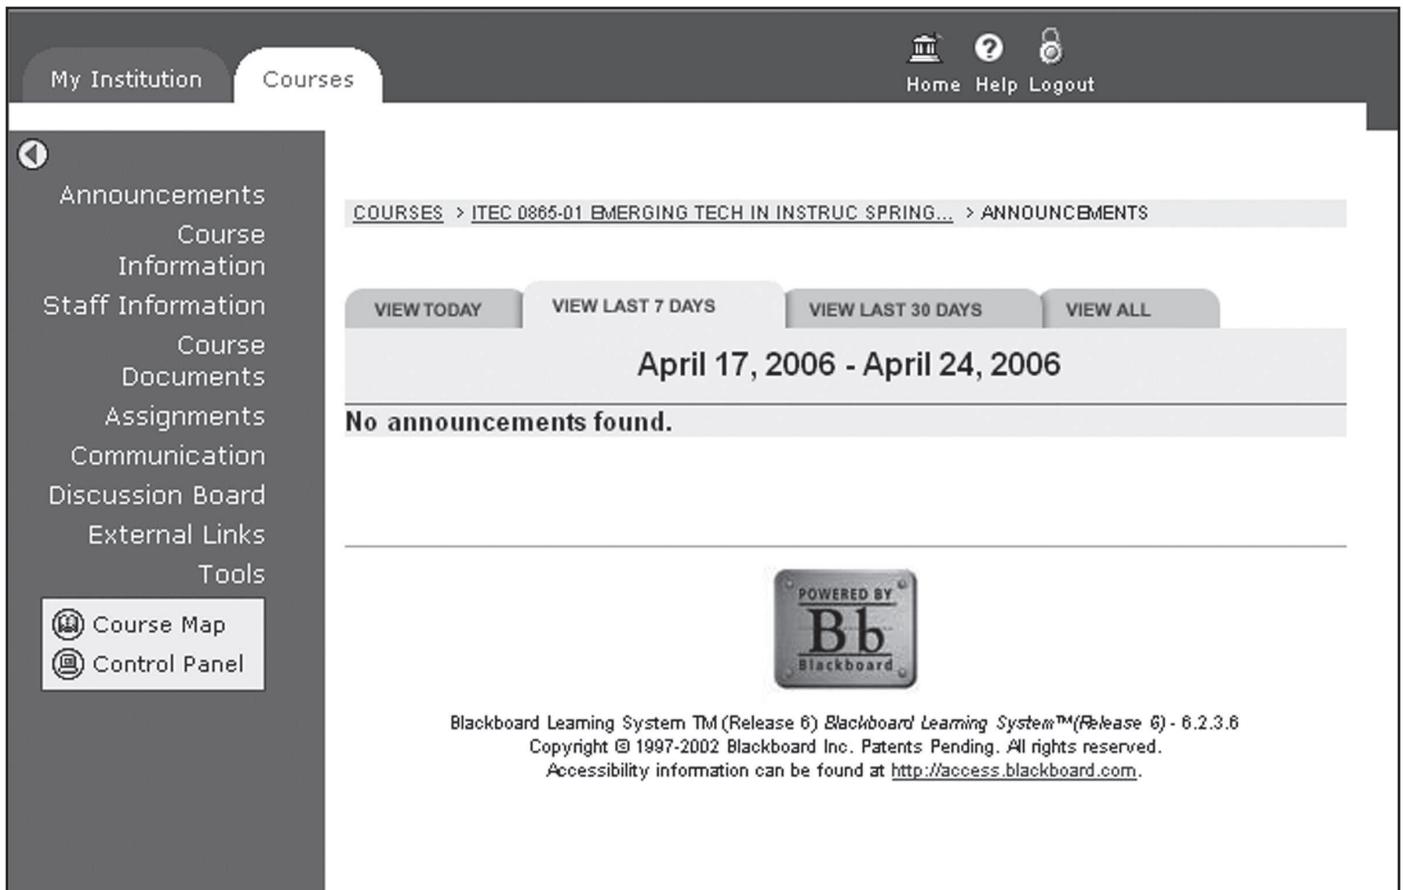 My Institution
Courses
Home Help Logout
Announcements
Course
Information
Staff Information
Course
Documents
Assignments
Communication
Discussion Board
External Links
Tools
Course Map
Control Panel
COURSES > ITEC 0865-01 EMERGING TECH IN INSTRUC SPRING... > ANNOUNCEMENTS
VIEW TODAY
VIEW LAST 7 DAYS
VIEW LAST 30 DAYS
VIEW ALL
April 17, 2006 - April 24, 2006
No announcements found.
POWERED BY
Bb
Blackboard
Blackboard Learning System TM (Release 6) Blackboard Learning System™(Release 6) - 6.2.3.6
Copyright © 1997-2002 Blackboard Inc. Patents Pending. All rights reserved.
Accessibility information can be found at http://access.blackboard.com.